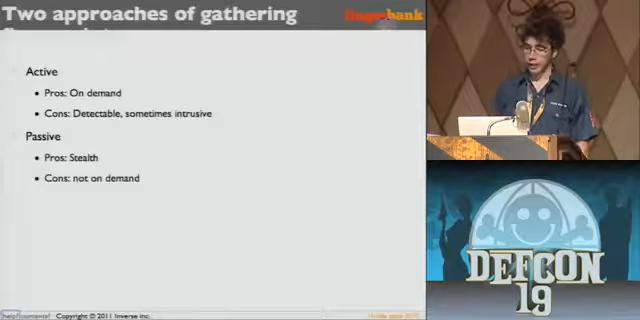 Two approaches of gathering
fingerbank
Active
• Pros: On demand
• Cons: Detectable, sometimes intrusive
Passive
• Pros: Stealth
• Cons: not on demand
Copyright © 2011 Inverse inc.
DEFCON
19